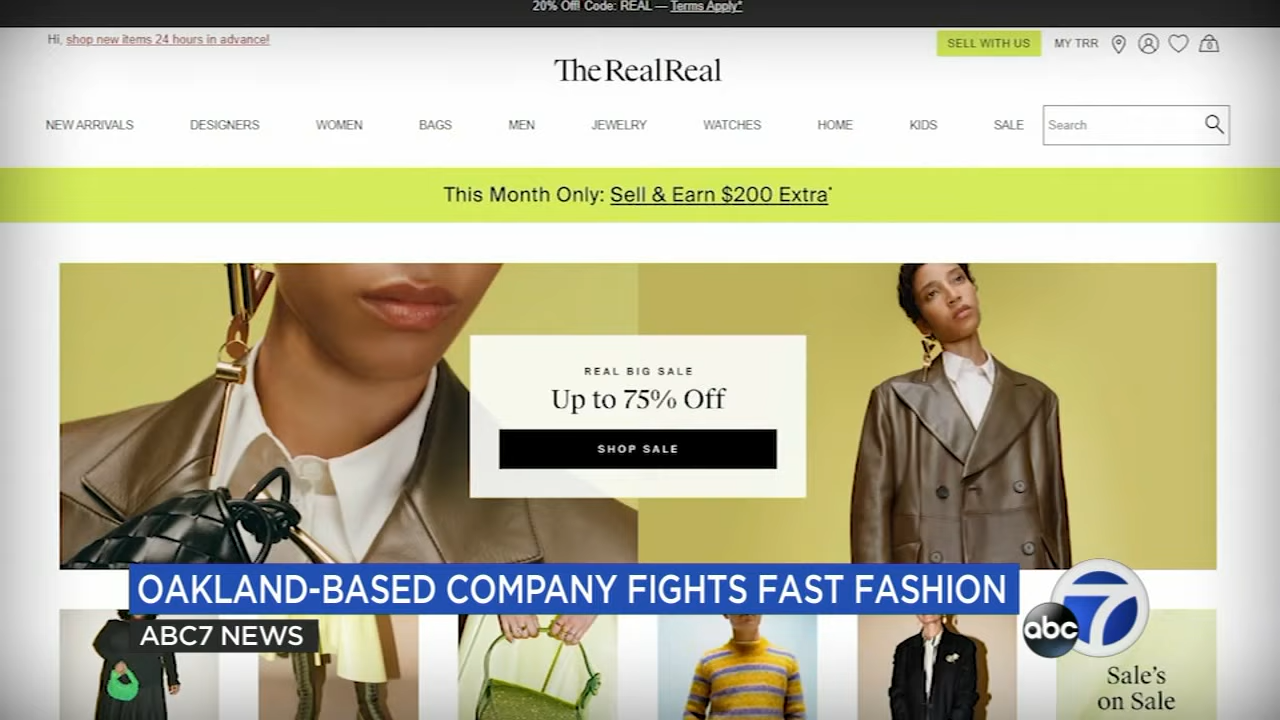 20% Off! Code: REAL — Terms Apply*
Hi, shop new items 24 hours in advance!
SELL WITH US
MY TRR
0
The RealReal
NEW ARRIVALS
DESIGNERS
WOMEN
BAGS
MEN
JEWELRY
WATCHES
HOME
KIDS
SALE
Search
This Month Only: Sell & Earn $200 Extra*
REAL BIG SALE
Up to 75% Off
SHOP SALE
OAKLAND-BASED COMPANY FIGHTS FAST FASHION
ABC7 NEWS
abc 7
Sale's
on Sale